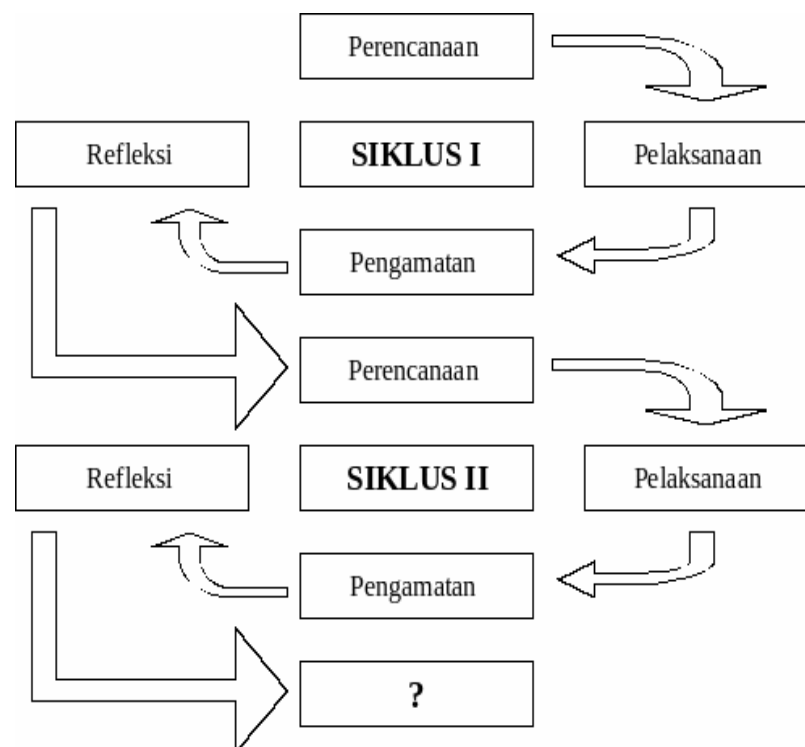 Perencanaan
Refleksi
SIKLUS I
Pelaksanaan
Pengamatan
Perencanaan
Refleksi
SIKLUS II
Pelaksanaan
Pengamatan
?